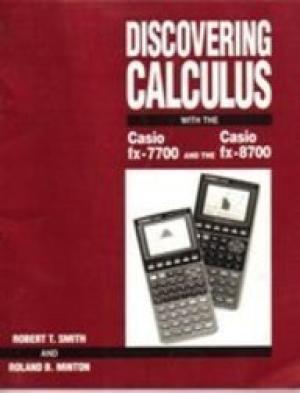 DISCOVERING
CALCULUS
WITH THE
Casio Casio
fx-7700 AND THE fx-8700
ROBERT T. SMITH
AND
ROLAND B. MINTON